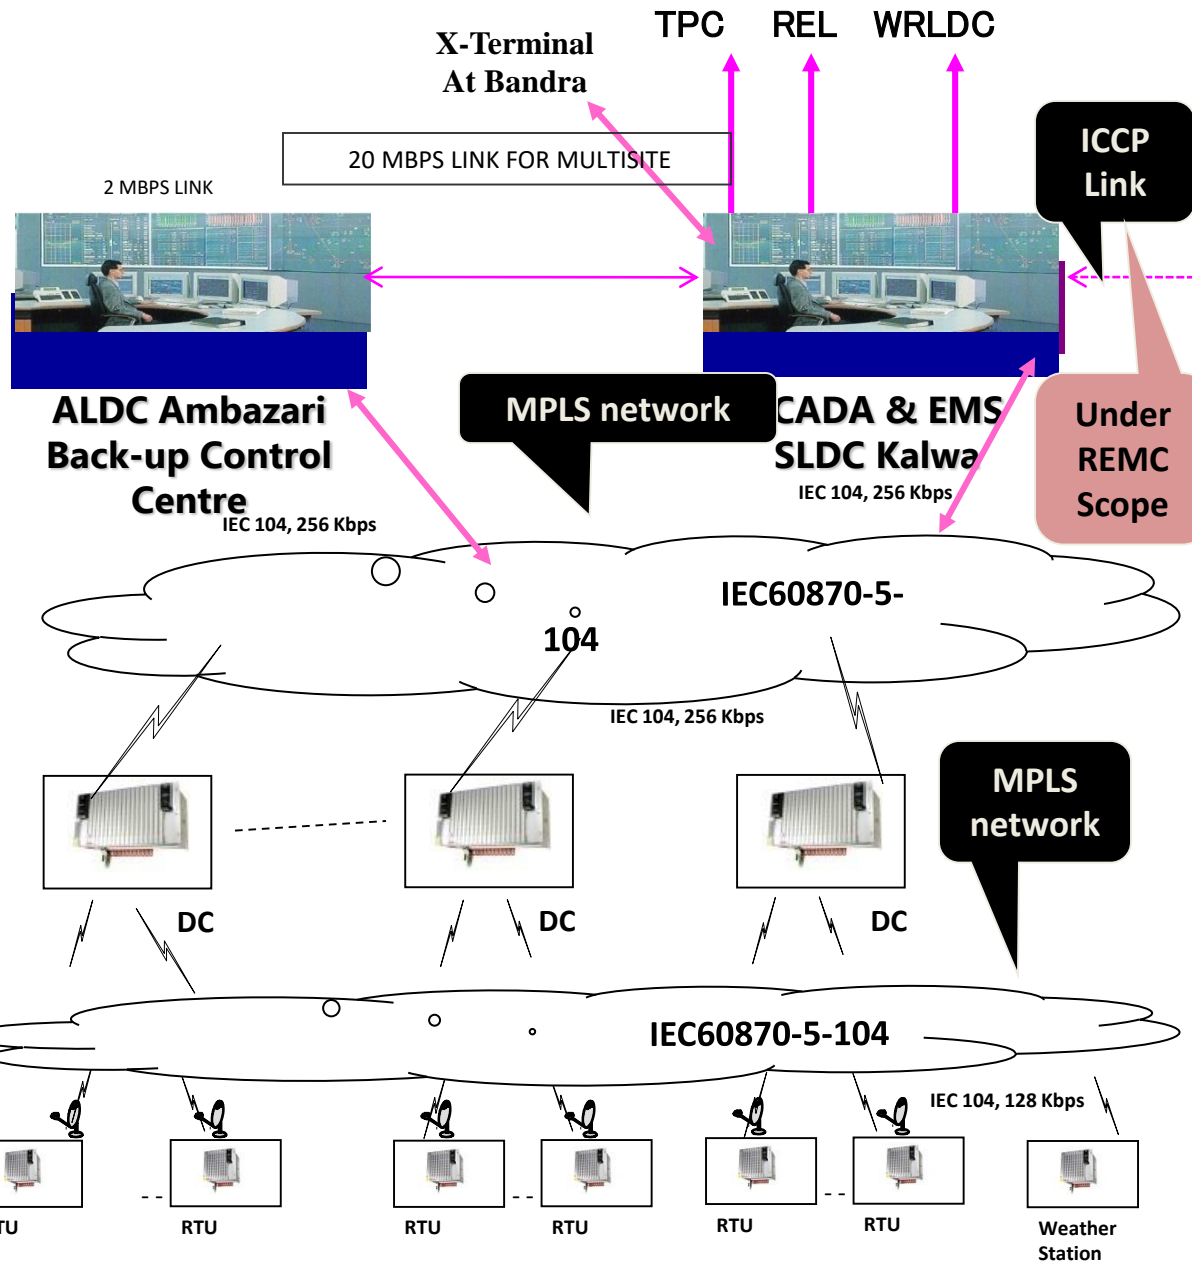 TPC REL WRLDC
X-Terminal
At Bandra
20 MBPS LINK FOR MULTISITE
ICCP
Link
2 MBPS LINK
ALDC Ambazari
Back-up Control
Centre
MPLS network
CADA & EMS
SLDC Kalwa
Under
REMC
Scope
IEC 104, 256 Kbps
IEC 104, 256 Kbps
IEC60870-5-
104
IEC 104, 256 Kbps
MPLS
network
DC
DC
DC
IEC60870-5-104
IEC 104, 128 Kbps
TU
RTU
RTU
RTU
RTU
RTU
Weather
Station